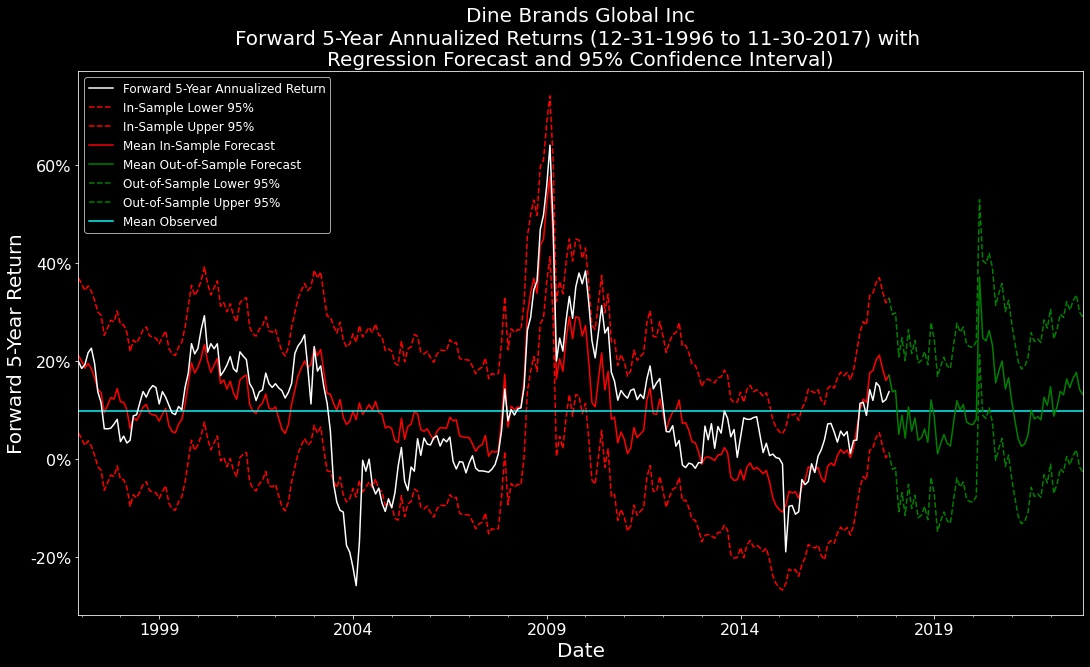 Dine Brands Global Inc
Forward 5-Year Annualized Returns (12-31-1996 to 11-30-2017) with
Regression Forecast and 95% Confidence Interval)
Forward 5-Year Annualized Return
In-Sample Lower 95%
In-Sample Upper 95%
Mean In-Sample Forecast
Mean Out-of-Sample Forecast
Out-of-Sample Lower 95%
Out-of-Sample Upper 95%
Mean Observed
Forward 5-Year Return
60%
40%
20%
0%
-20%
1999
2004
2009
2014
2019
Date